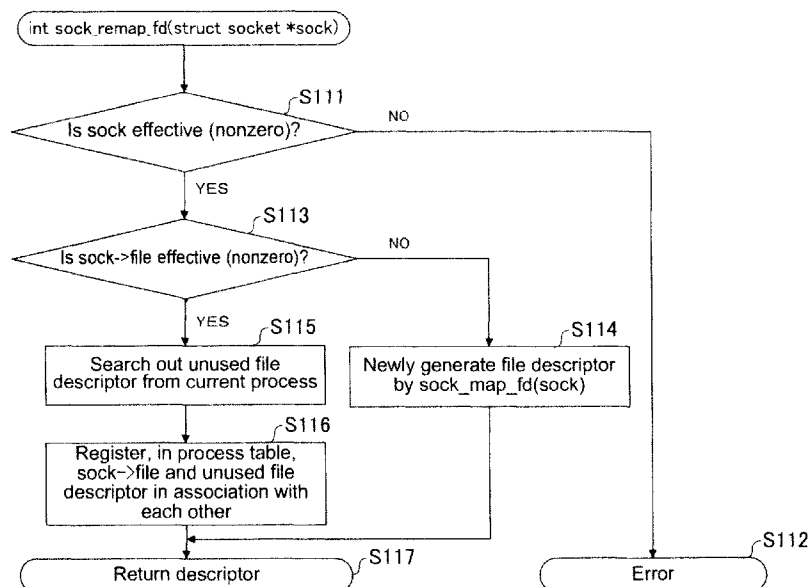 int sock_remap_fd(struct socket *sock)
S111
Is sock effective (nonzero)?
NO
YES
S113
Is sock->file effective (nonzero)?
NO
YES
S115
Search out unused file
descriptor from current process
S114
Newly generate file descriptor
by sock_map_fd(sock)
S116
Register, in process table,
sock->file and unused file
descriptor in association with
each other
S117
Return descriptor
S112
Error